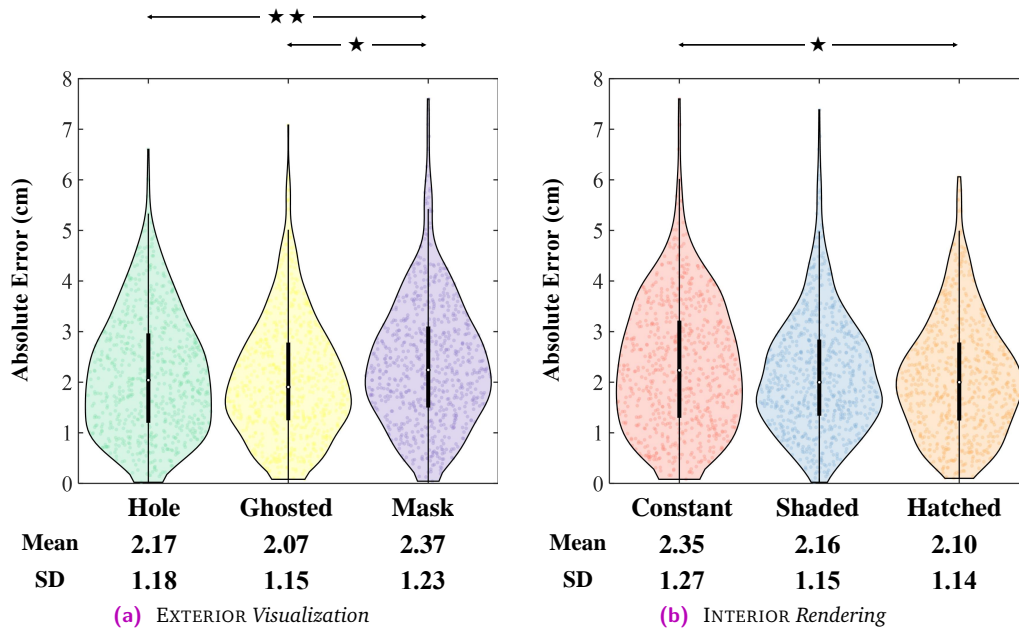 ★★
★
★
Absolute Error (cm)
8
7
6
5
4
3
2
1
0
Hole Ghosted Mask
Mean 2.17 2.07 2.37
SD 1.18 1.15 1.23
(a) EXTERIOR Visualization
Absolute Error (cm)
8
7
6
5
4
3
2
1
0
Constant Shaded Hatched
Mean 2.35 2.16 2.10
SD 1.27 1.15 1.14
(b) INTERIOR Rendering